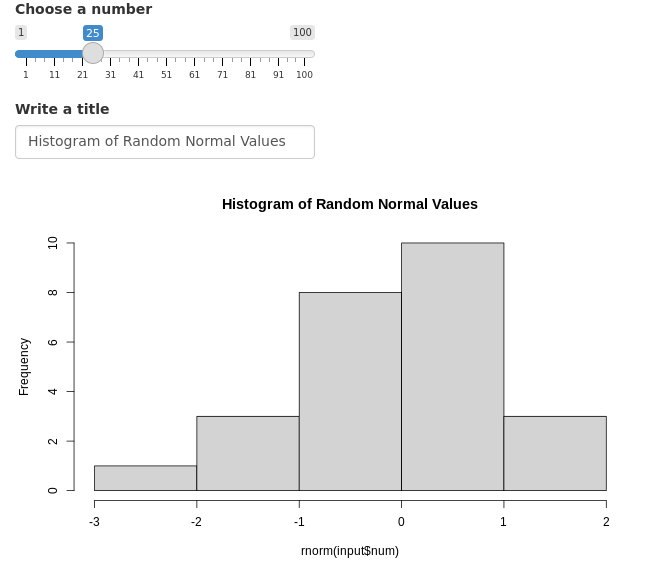 Choose a number
1 25 100
1 11 21 31 41 51 61 71 81 91 100
Write a title
Histogram of Random Normal Values
Histogram of Random Normal Values
10
8
6
4
2
0
Frequency
-3 -2 -1 0 1 2
rnorm(input$num)